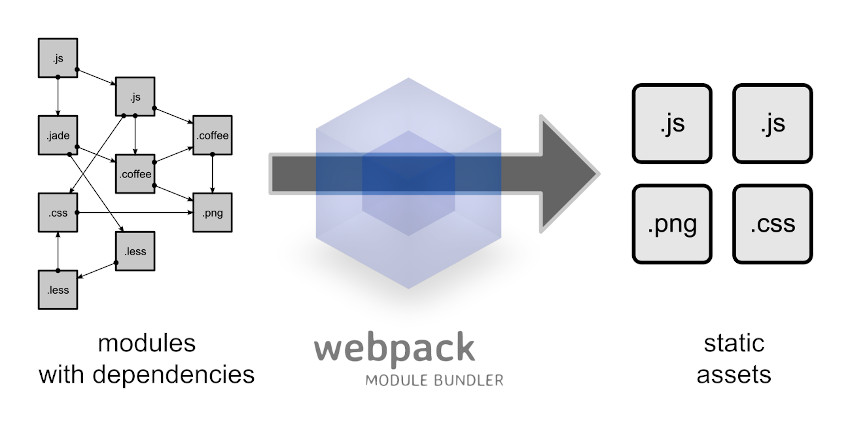 .js
.js
.jade
.coffee
.coffee
.css
.png
.less
.less
modules
with dependencies
webpack
MODULE BUNDLER
.js
.js
.png
.css
static
assets